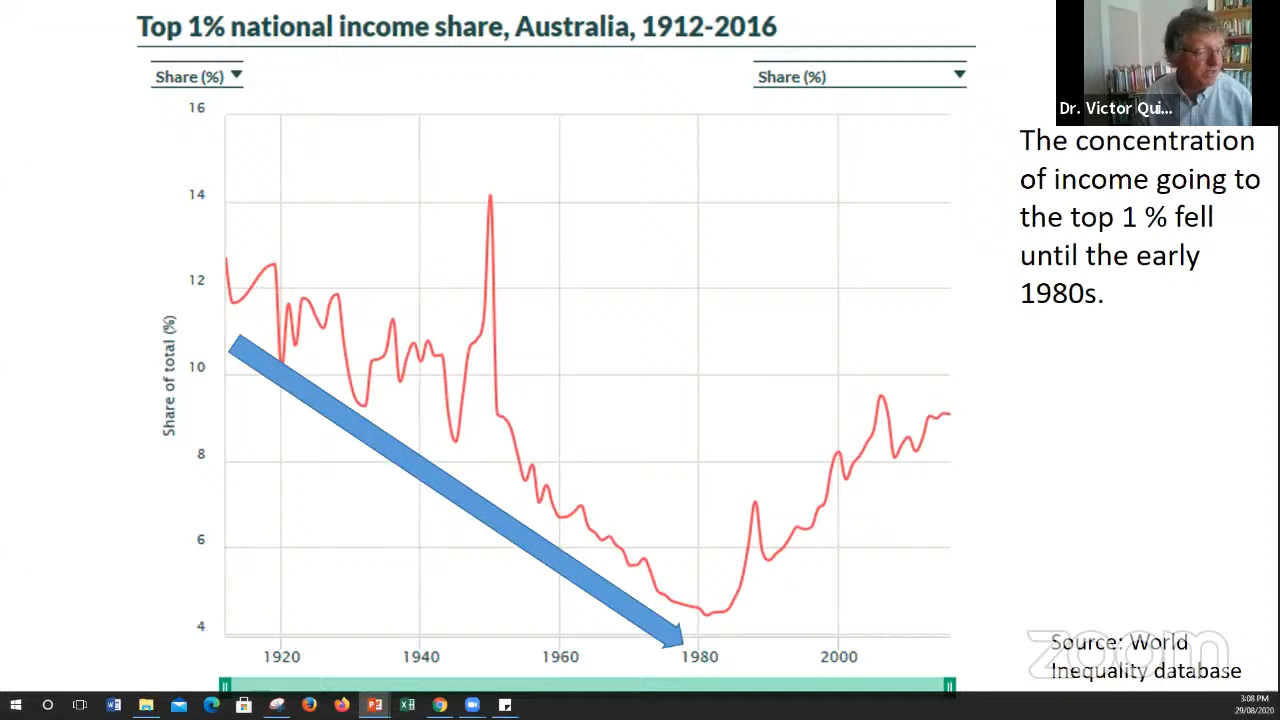 Top 1% national income share, Australia, 1912-2016
Share (%)
Share (%)
16
14
12
10
8
6
4
Share of total (%)
1920
1940
1960
1980
2000
Dr. Victor Qui...
The concentration
of income going to
the top 1 % fell
until the early
1980s.
zoom
Source: World
Inequality database
3:08 PM
29/08/2020